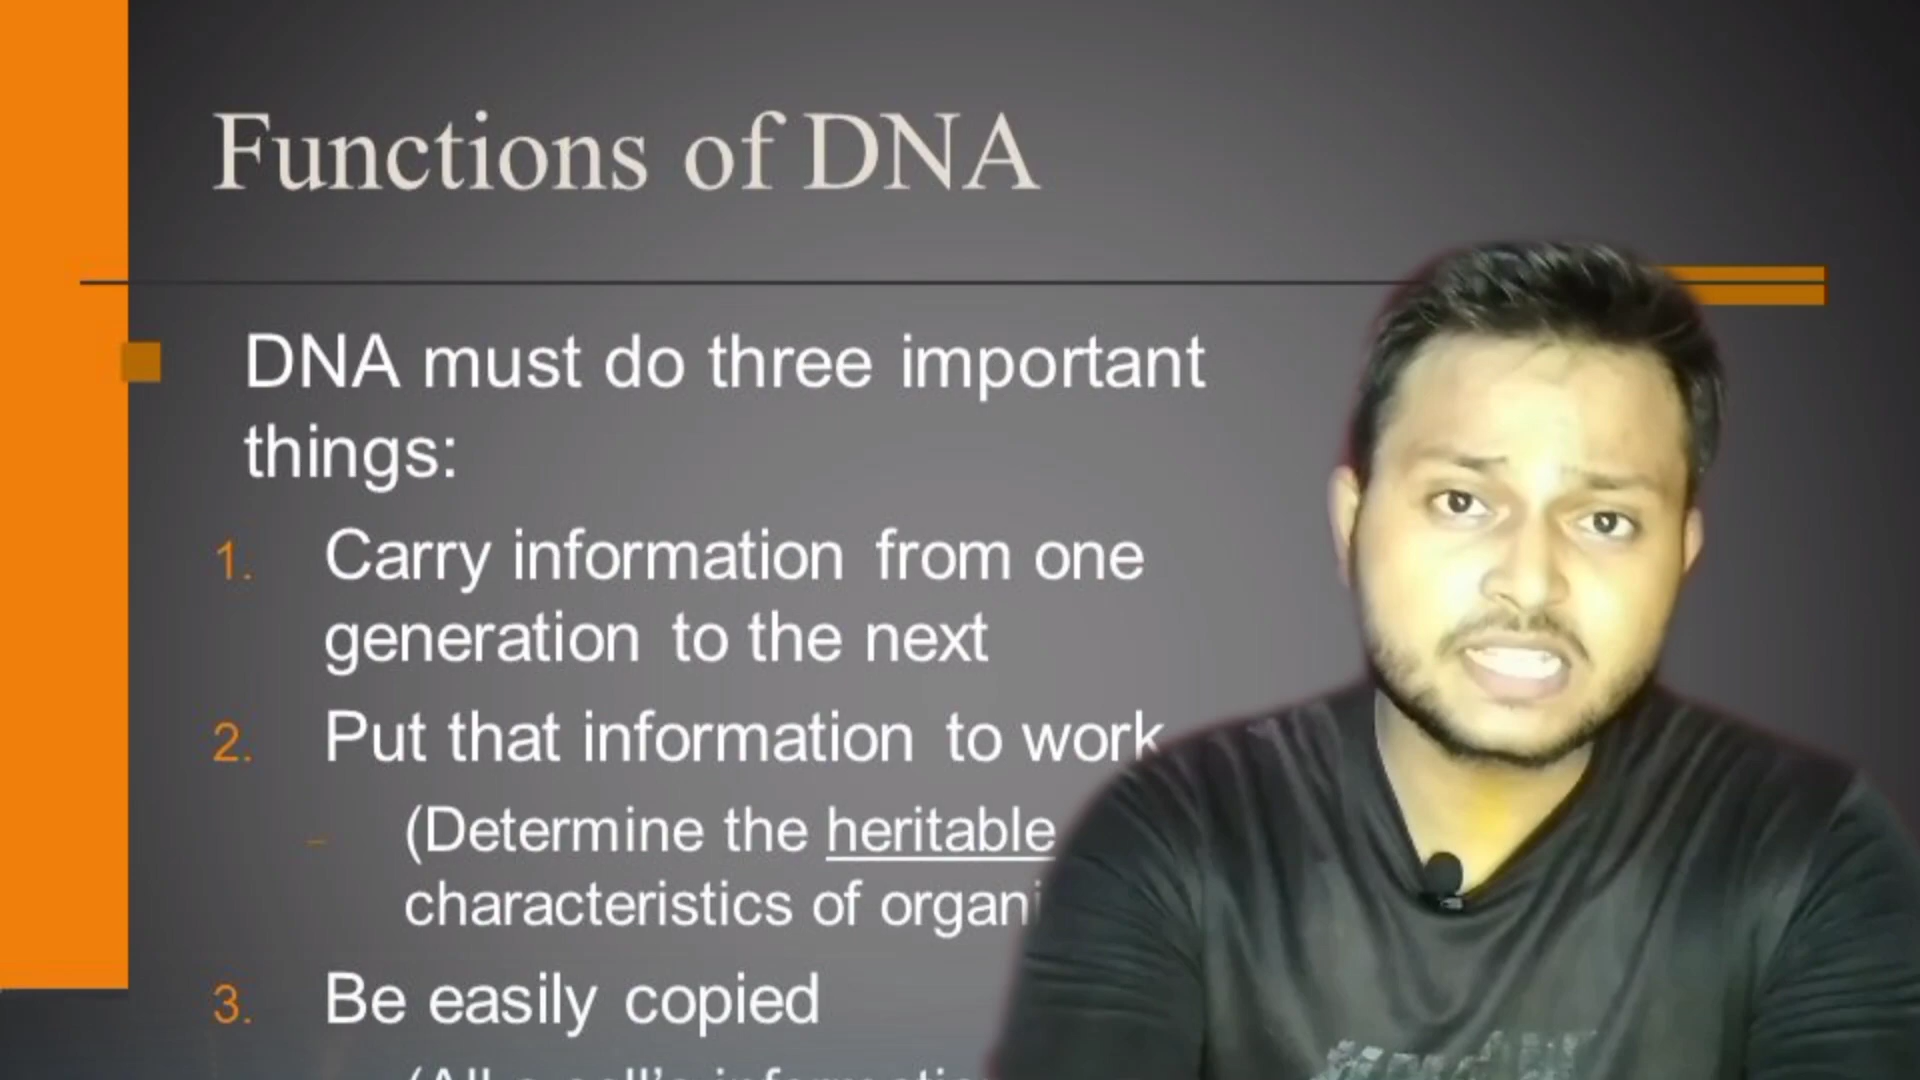 Functions of DNA
DNA must do three important
things:
1. Carry information from one
generation to the next
2. Put that information to work
– (Determine the heritable
characteristics of
3. Be easily copied